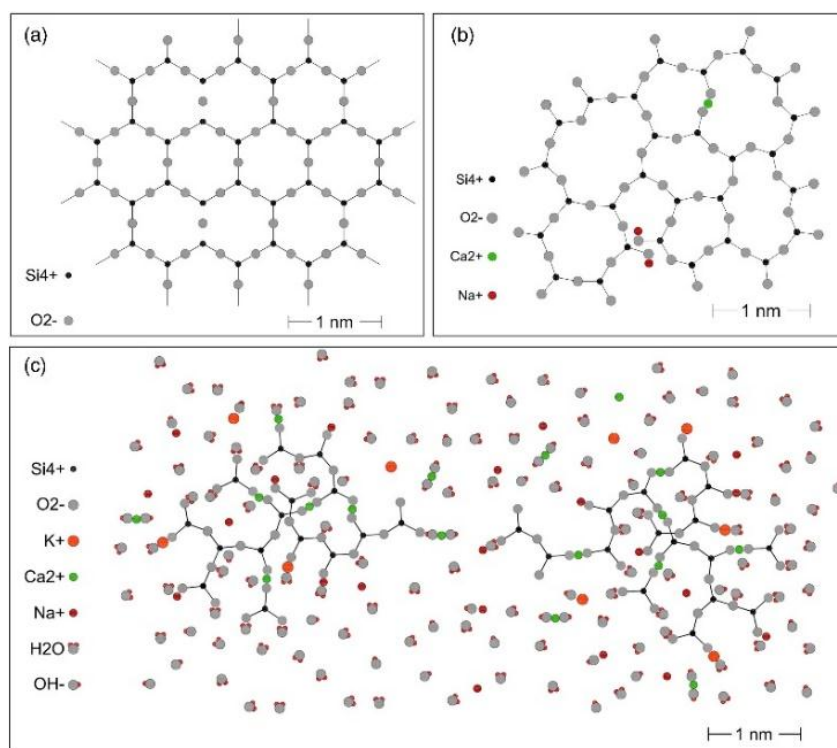 (a)
Si4+
O2-
1 nm
(b)
Si4+
O2-
Ca2+
Na+
1 nm
(c)
Si4+
O2-
K+
Ca2+
Na+
H2O
OH-
1 nm